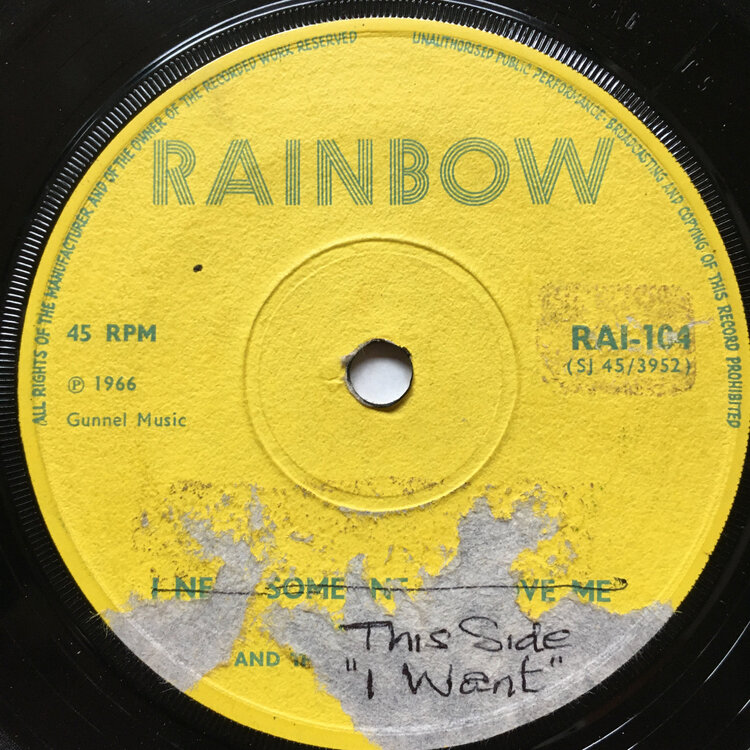 ALL RIGHTS OF THE MANUFACTURER AND OF THE OWNER OF THE RECORDED WORK RESERVED
UNAUTHORISED PUBLIC PERFORMANCE, BROADCASTING AND COPYING OF THIS RECORD PROHIBITED
RAINBOW
45 RPM
RAI-104
(SJ 45/3952)
℗ 1966
Gunnel Music
I NE SOME NE VE ME
This Side
AND
"I Want"